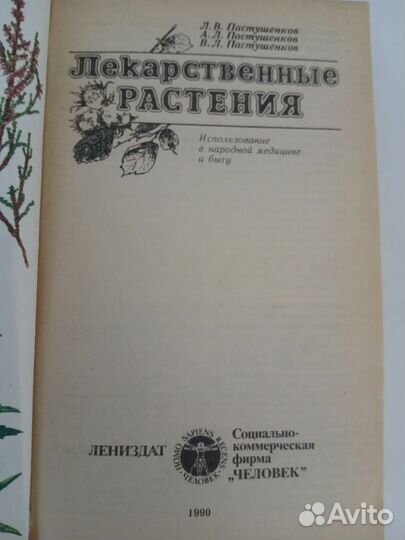 Л. В. Пастушенков
А. Л. Пастушенков
В. Л. Пастушенков
Лекарственные
РАСТЕНИЯ
Использование
в народной медицине
и быту
ЛЕНИЗДАТ
HOMO SAPIENS RECENS
·ЧЕЛОВЕК·
Социально-
коммерческая
фирма
„ЧЕЛОВЕК"
1990
Avito